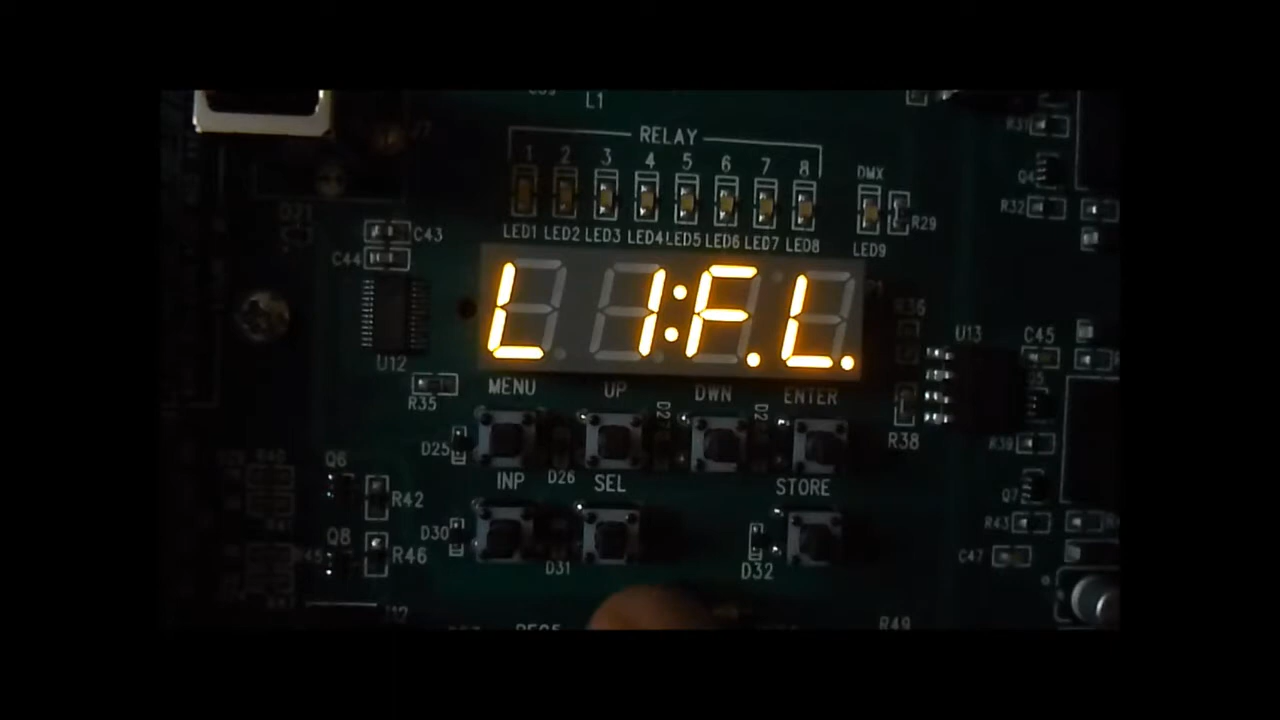 L1
RELAY
1 2 3 4 5 6 7 8 DMX
R31
Q4
R32
R29
LED1 LED2 LED3 LED4 LED5 LED6 LED7 LED8 LED9
C43
C44
L 1:F.L.
R36
U12
U13 C45
R35
MENU UP DWN ENTER
R38
R39
D25
D26
INP SEL STORE
Q6
R42
Q7
R43
D30
D31
D32
Q8
R46
C47
J12
R49